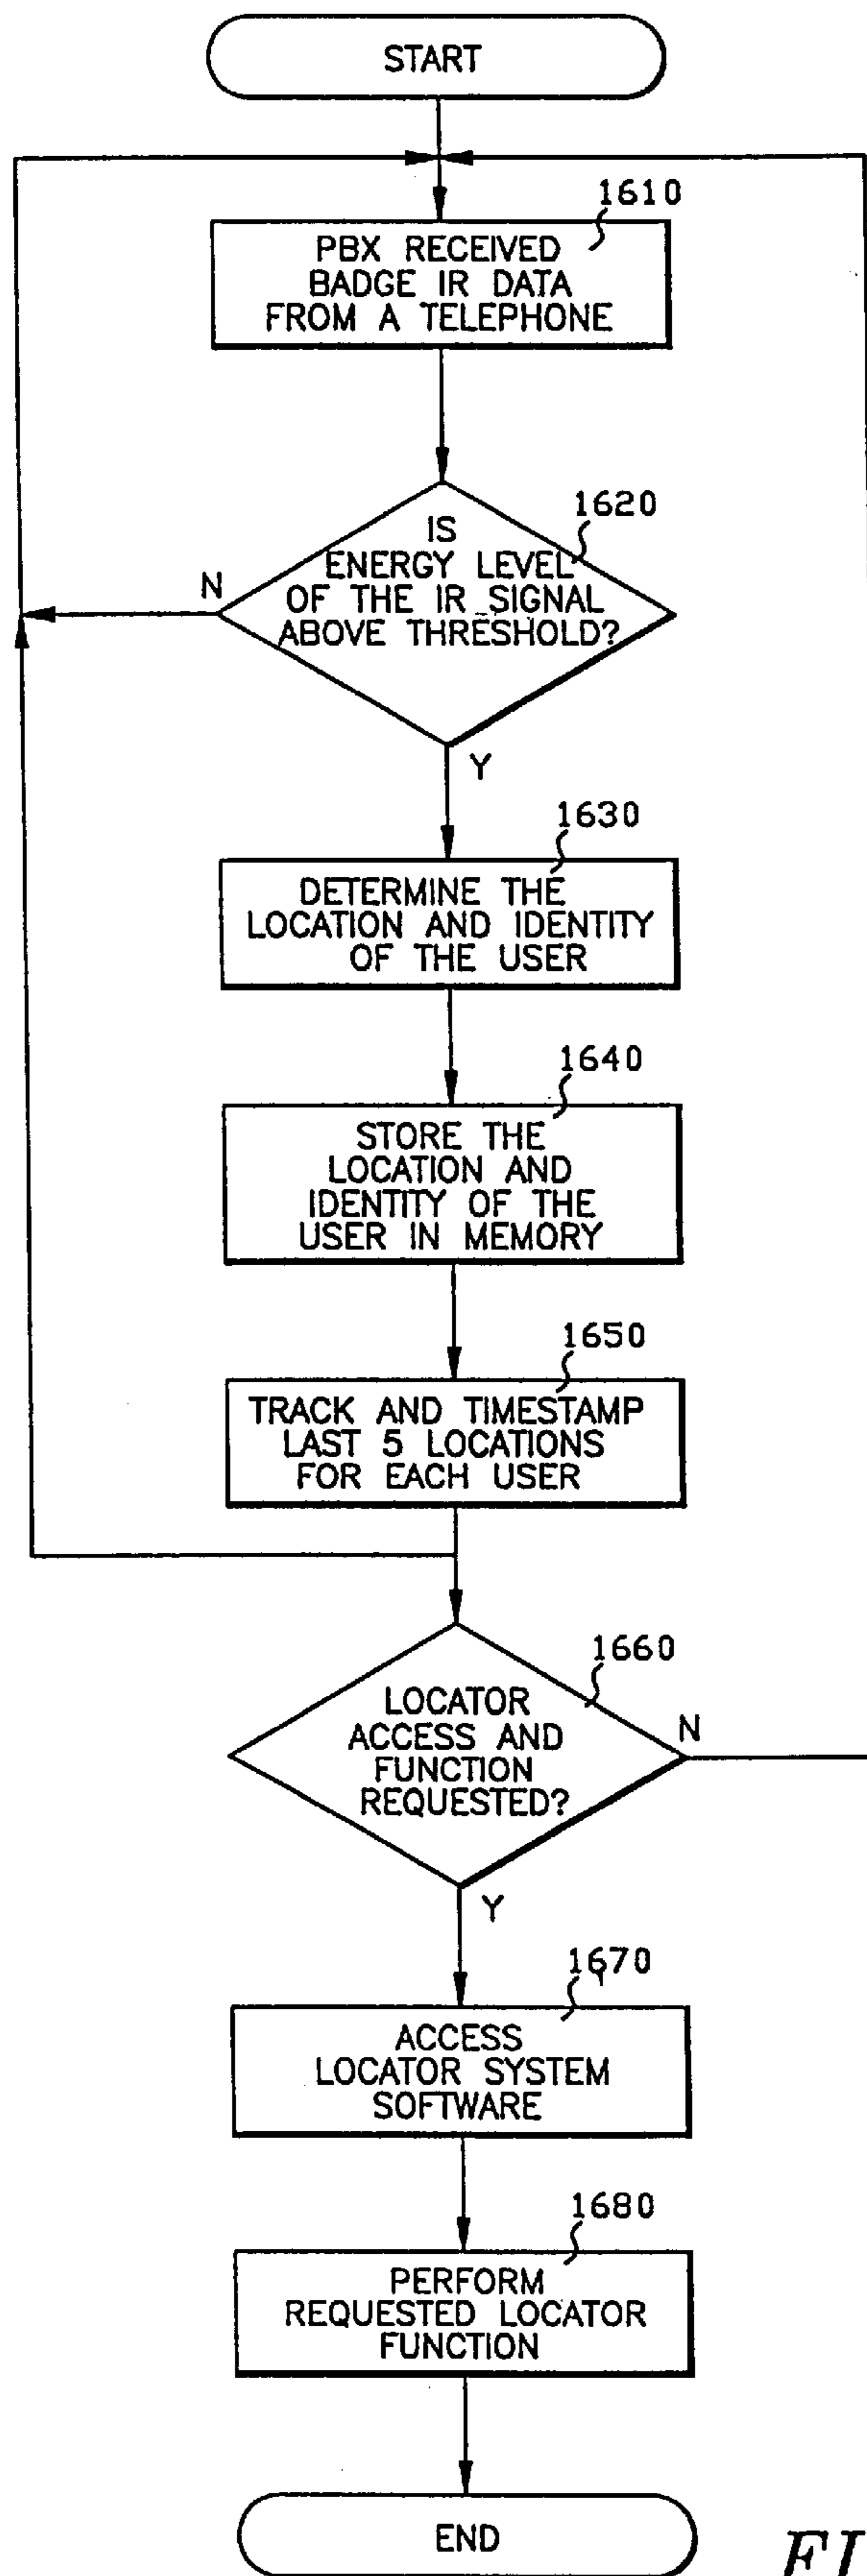 START
1610
PBX RECEIVED
BADGE IR DATA
FROM A TELEPHONE
1620
IS
ENERGY LEVEL
OF THE IR SIGNAL
ABOVE THRESHOLD?
N
Y
1630
DETERMINE THE
LOCATION AND IDENTITY
OF THE USER
1640
STORE THE
LOCATION AND
IDENTITY OF THE
USER IN MEMORY
1650
TRACK AND TIMESTAMP
LAST 5 LOCATIONS
FOR EACH USER
1660
LOCATOR
ACCESS AND
FUNCTION
REQUESTED?
N
Y
1670
ACCESS
LOCATOR SYSTEM
SOFTWARE
1680
PERFORM
REQUESTED LOCATOR
FUNCTION
END